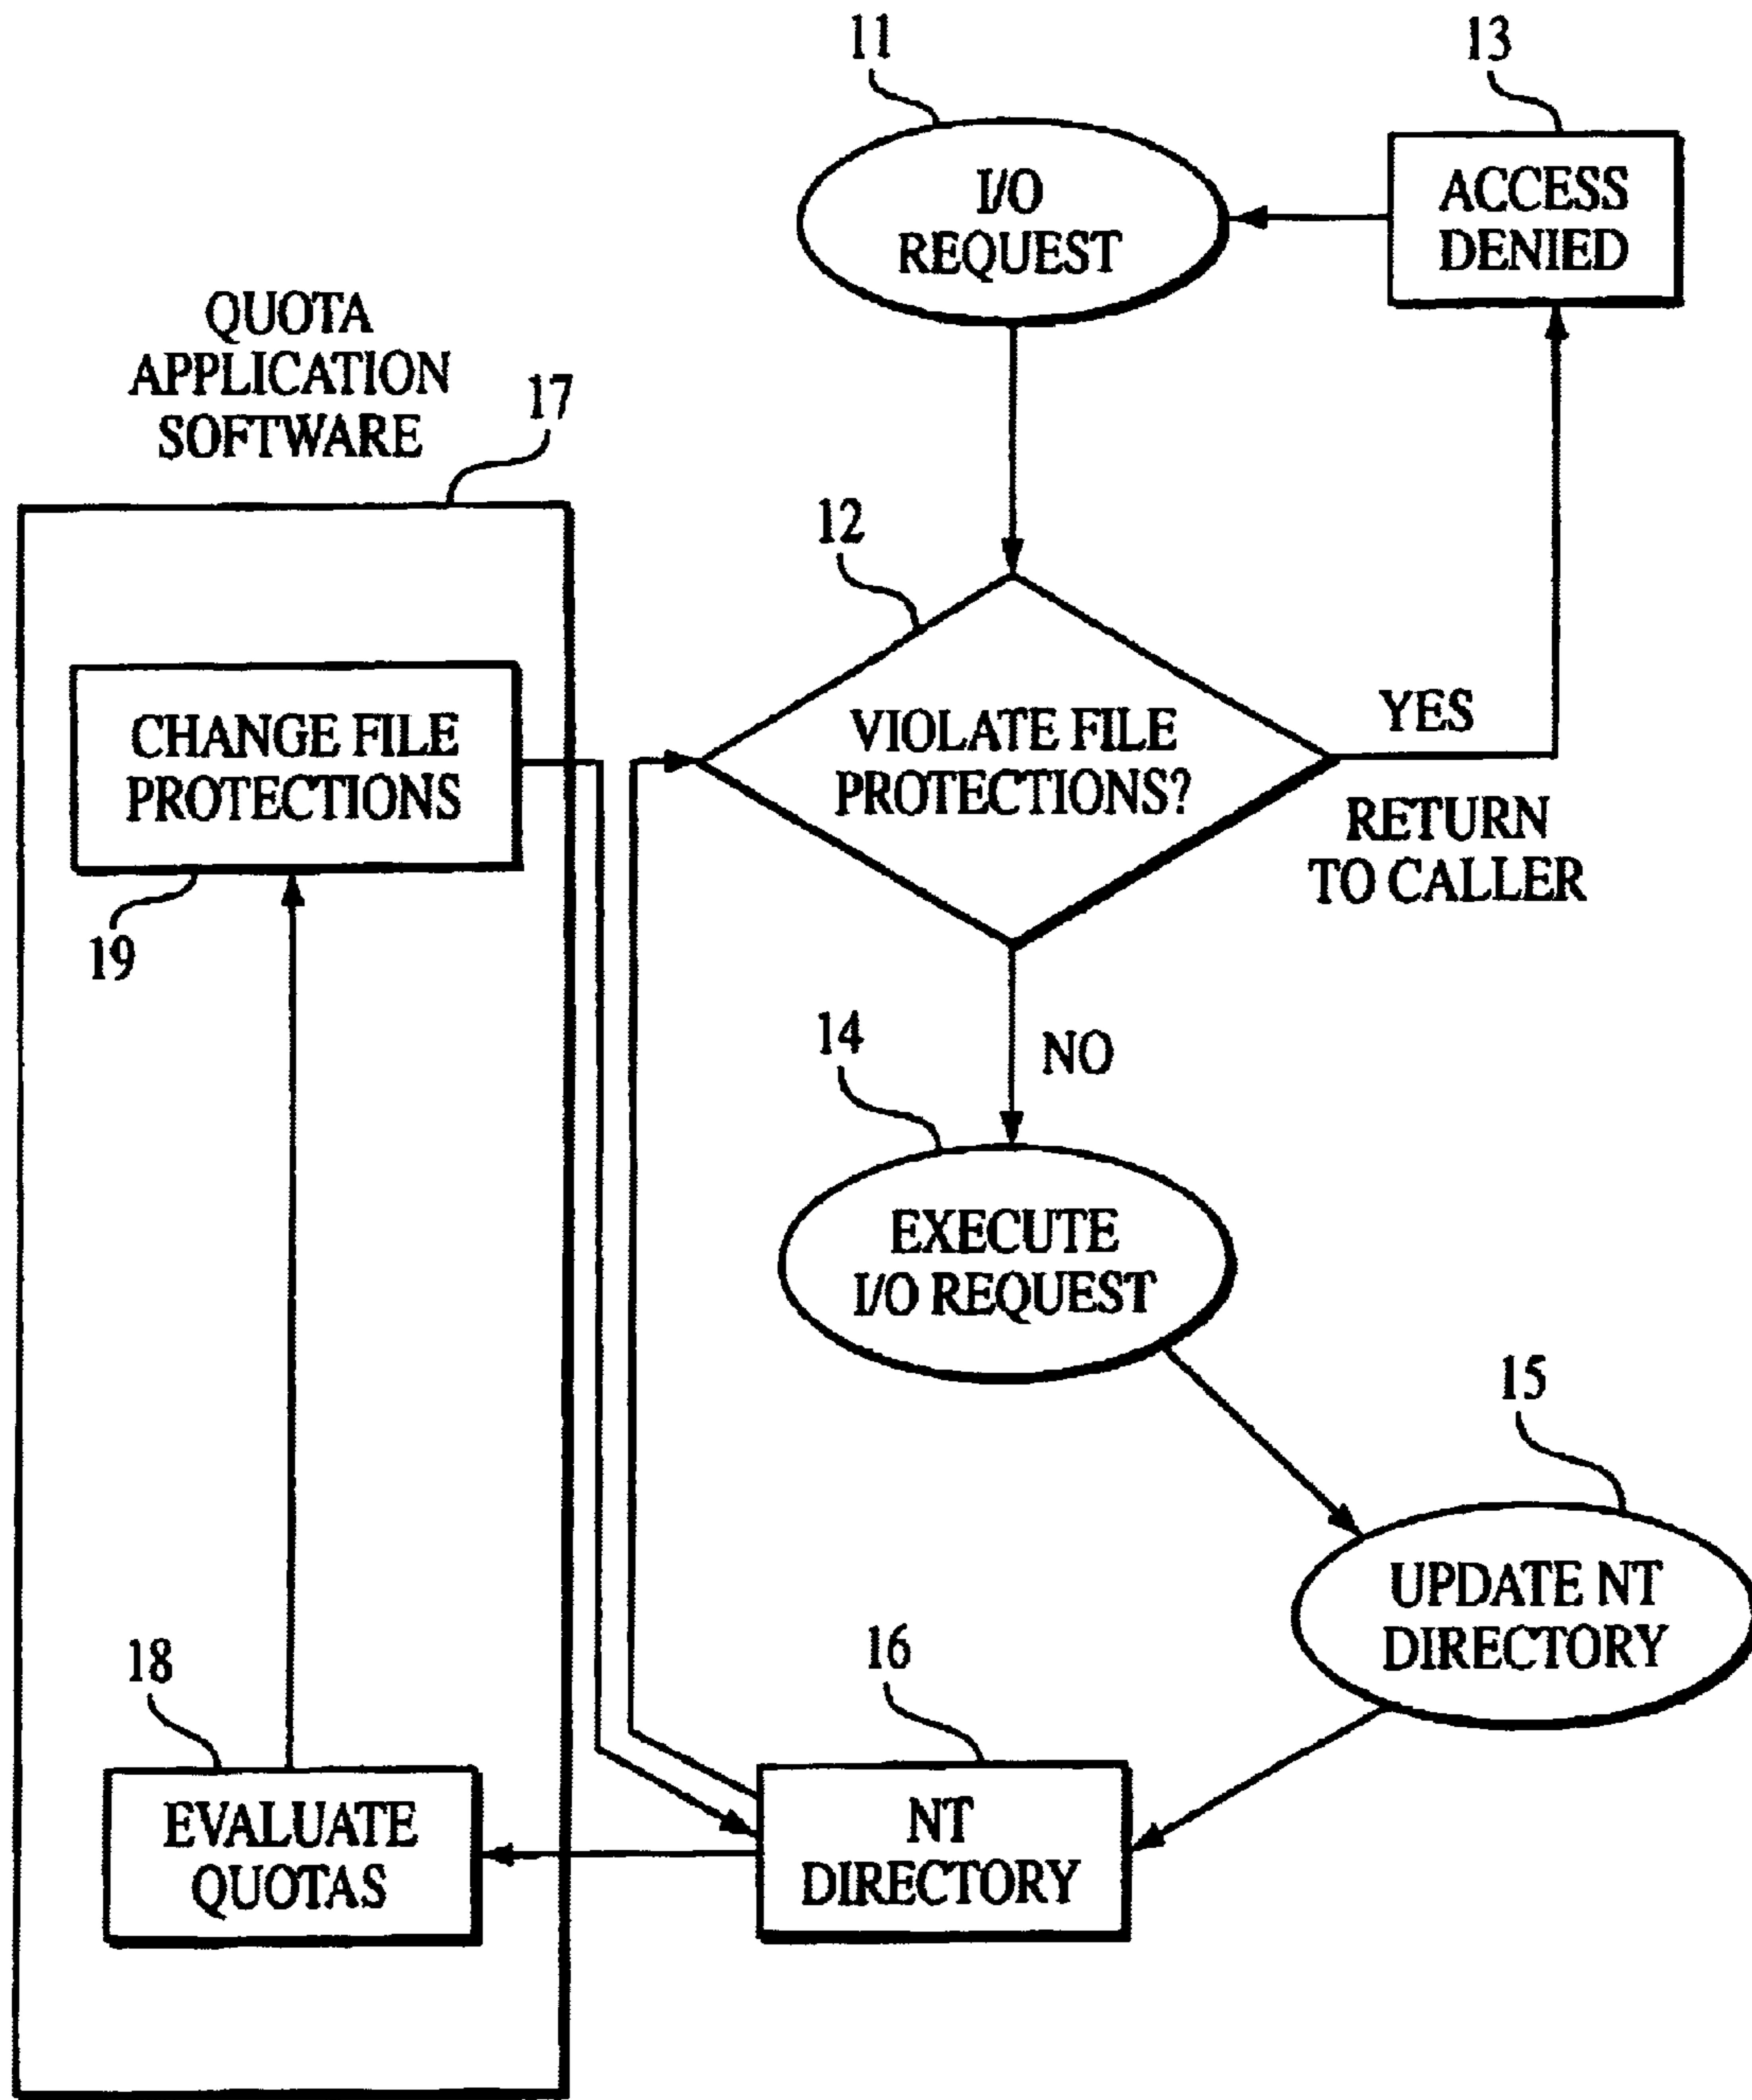 11
13
I/O
REQUEST
ACCESS
DENIED
QUOTA
APPLICATION
SOFTWARE
17
12
CHANGE FILE
PROTECTIONS
VIOLATE FILE
PROTECTIONS?
YES
RETURN
TO CALLER
19
14
NO
EXECUTE
I/O REQUEST
15
UPDATE NT
DIRECTORY
18
16
EVALUATE
QUOTAS
NT
DIRECTORY